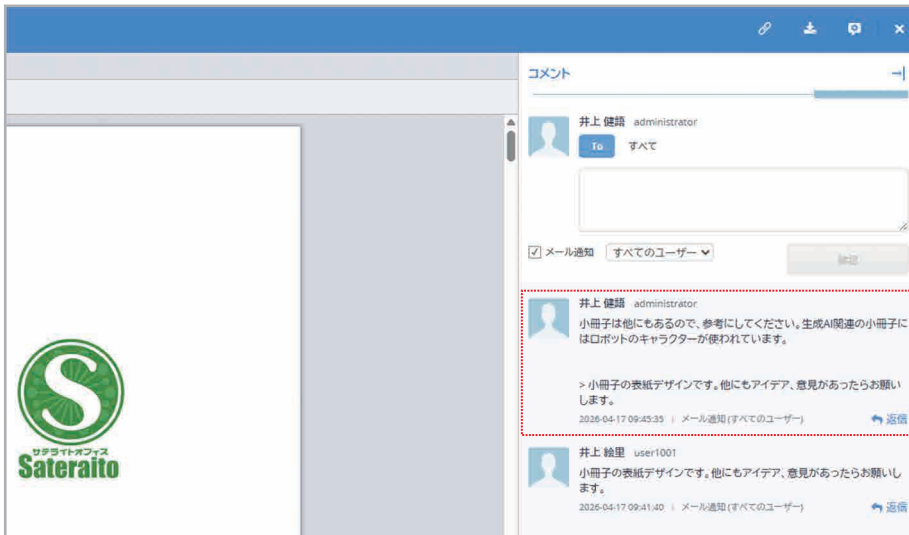 コメント
井上 健語 administrator
To すべて
メール通知 すべてのユーザー
確認
井上 健語 administrator
小冊子は他にもあるので、参考にしてください。生成AI関連の小冊子に
はロボットのキャラクターが使われています。
> 小冊子の表紙デザインです。他にもアイデア、意見があったらお願い
します。
2026-04-17 09:45:35 | メール通知 (すべてのユーザー) 返信
井上 絵里 user1001
小冊子の表紙デザインです。他にもアイデア、意見があったらお願いし
ます。
2026-04-17 09:41:40 | メール通知 (すべてのユーザー) 返信
S
サテライトオフィス
Sateraito